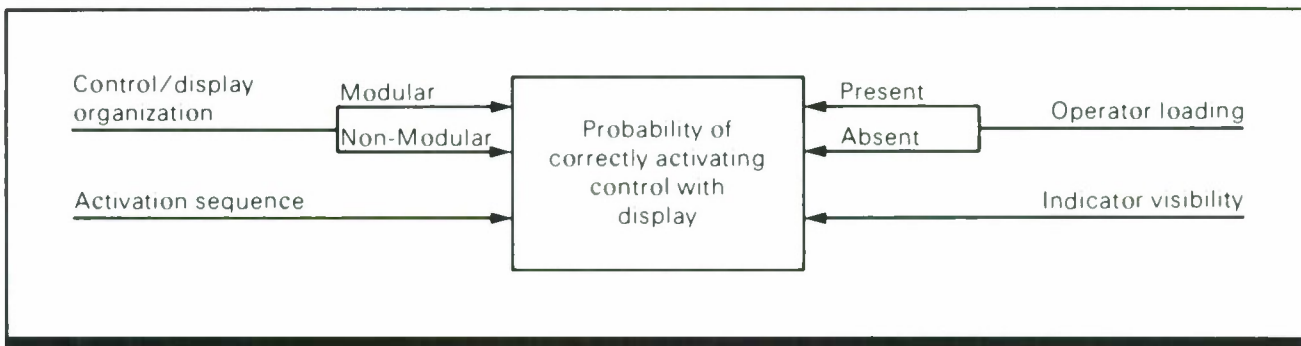 Control/display
organization
Modular
Non-Modular
Activation sequence
Probability of
correctly activating
control with
display
Present
Absent
Operator loading
Indicator visibility